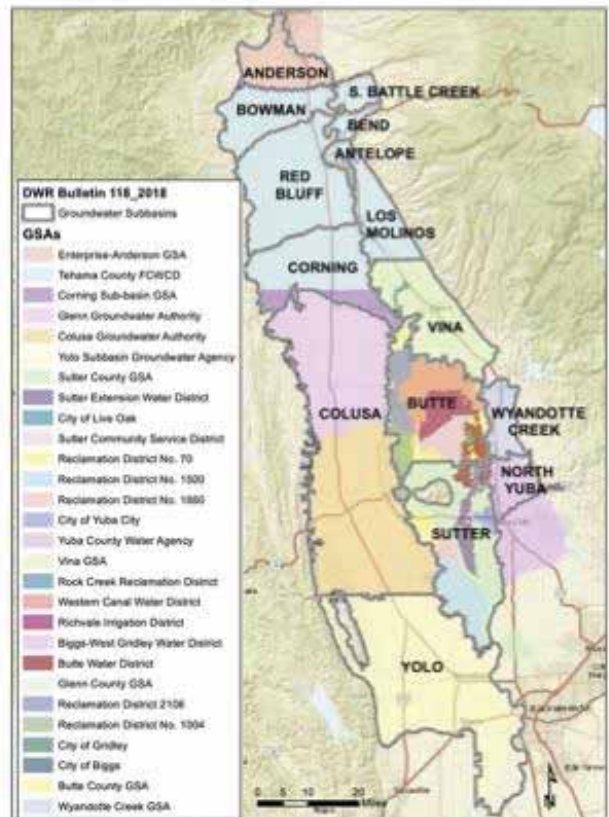 DWR Bulletin 118_2018
Groundwater Subbasins
GSAs
Enterprise-Anderson GSA
Tehama County FCWCD
Corning Sub-basin GSA
Glenn Groundwater Authority
Colusa Groundwater Authority
Yolo Subbasin Groundwater Agency
Sutter County GSA
Sutter Extension Water District
City of Live Oak
Sutter Community Service District
Reclamation District No. 70
Reclamation District No. 1500
Reclamation District No. 1660
City of Yuba City
Yuba County Water Agency
Vina GSA
Rock Creek Reclamation District
Western Canal Water District
Richvale Irrigation District
Biggs-West Gridley Water District
Butte Water District
Glenn County GSA
Reclamation District 2106
Reclamation District No. 1004
City of Gridley
City of Biggs
Butte County GSA
Wyandotte Creek GSA
ANDERSON
S. BATTLE CREEK
BOWMAN
BEND
ANTELOPE
RED
BLUFF
LOS
MOLINOS
CORNING
VINA
BUTTE
COLUSA
WYANDOTTE
CREEK
NORTH
YUBA
SUTTER
YOLO
0 5 10 20
Miles
N